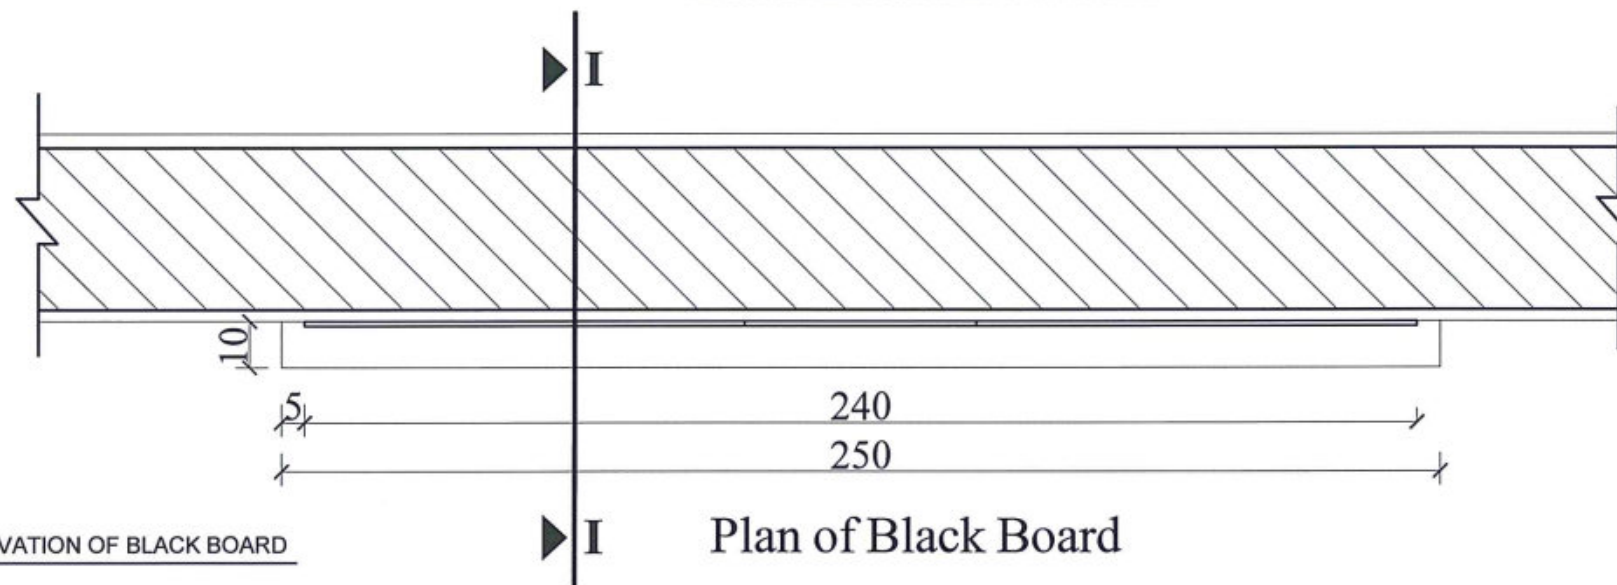 I
10
5
240
250
I
Plan of Black Board
VATION OF BLACK BOARD